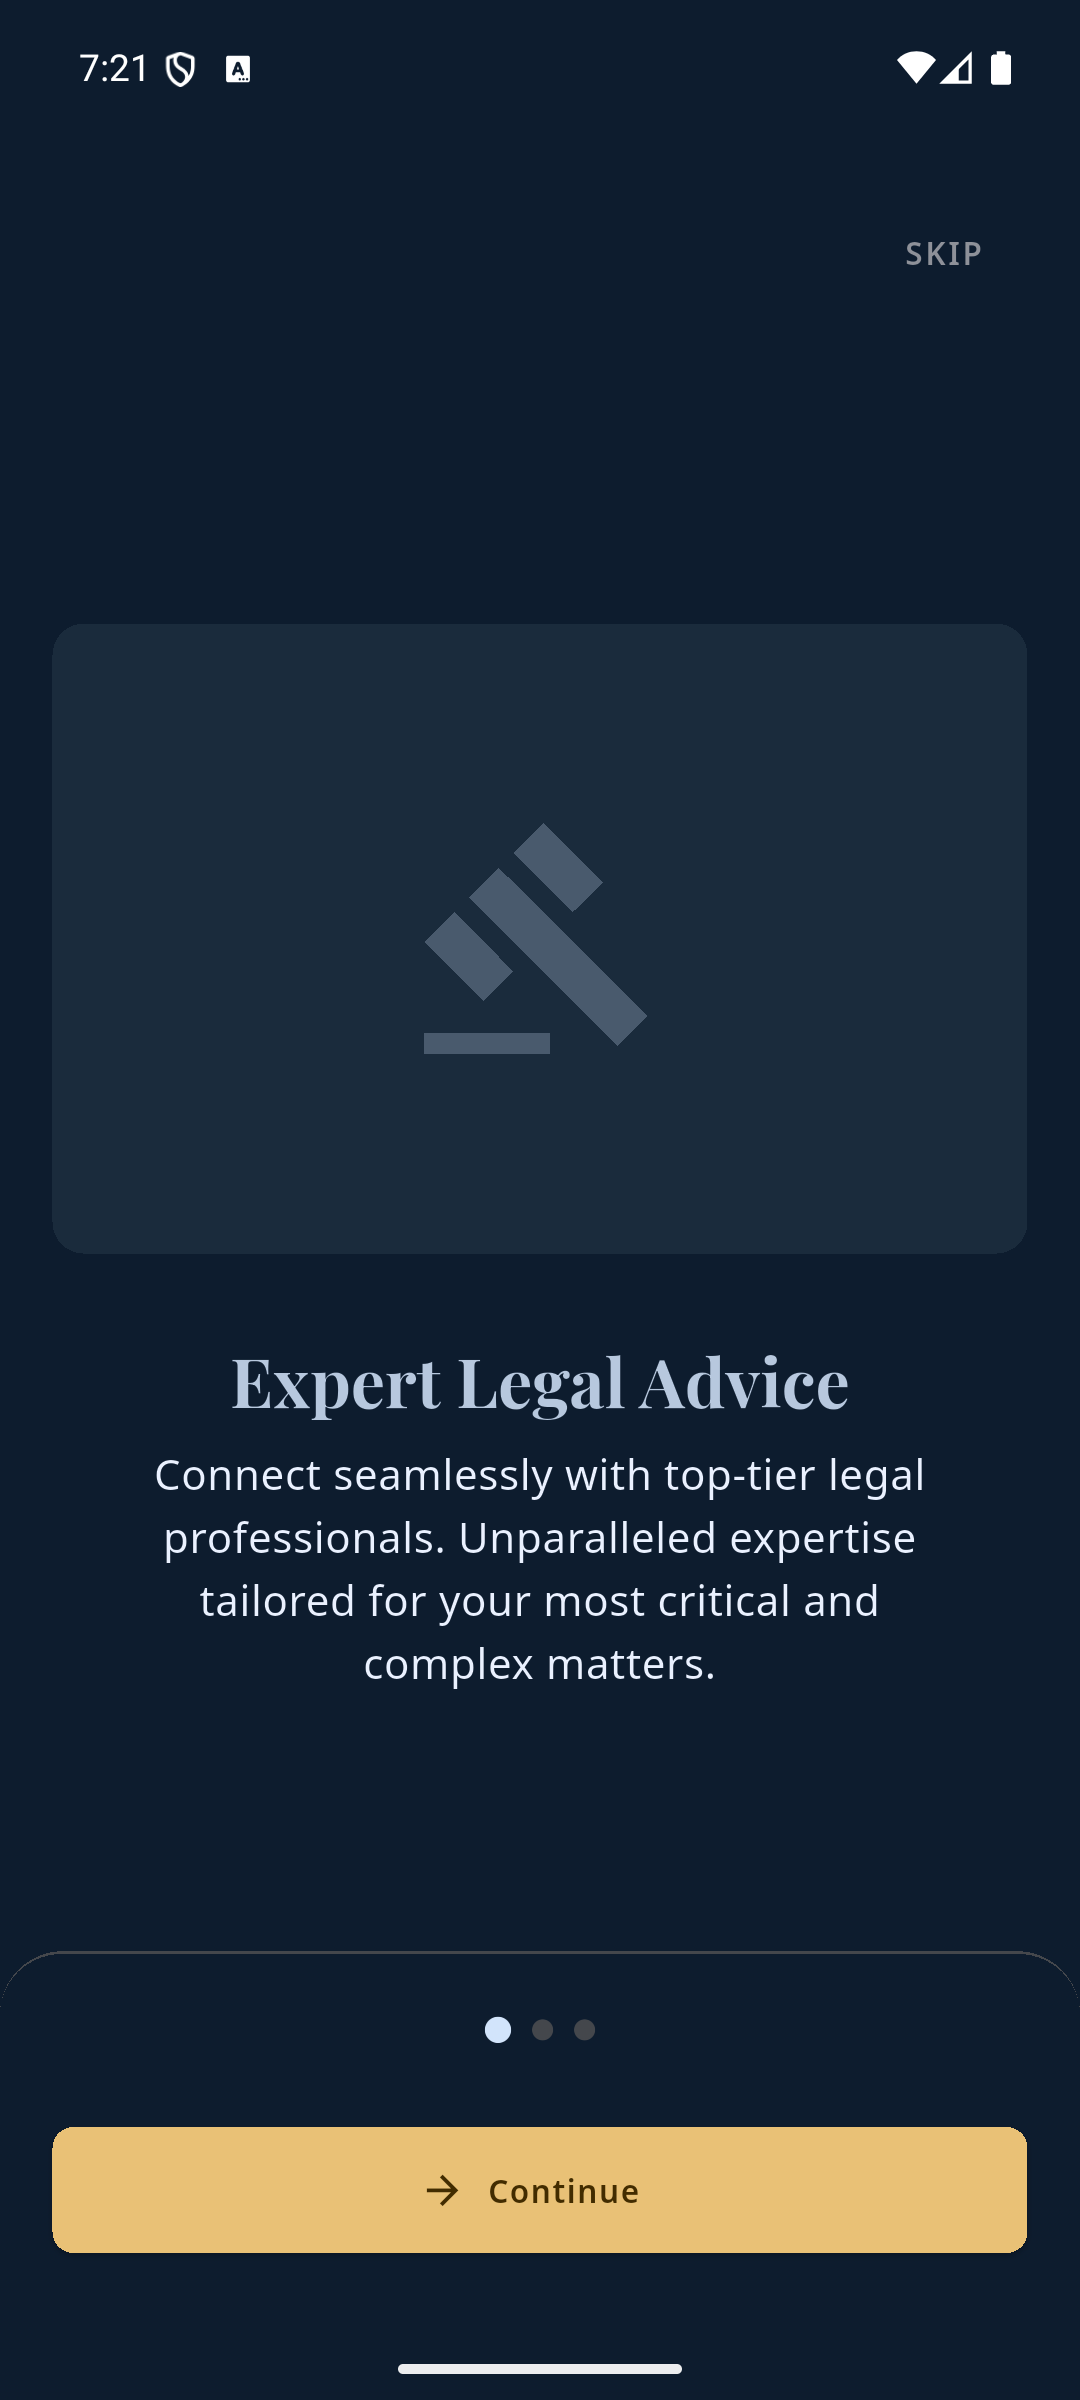 7:21
SKIP
Expert Legal Advice
Connect seamlessly with top-tier legal
professionals. Unparalleled expertise
tailored for your most critical and
complex matters.
Continue